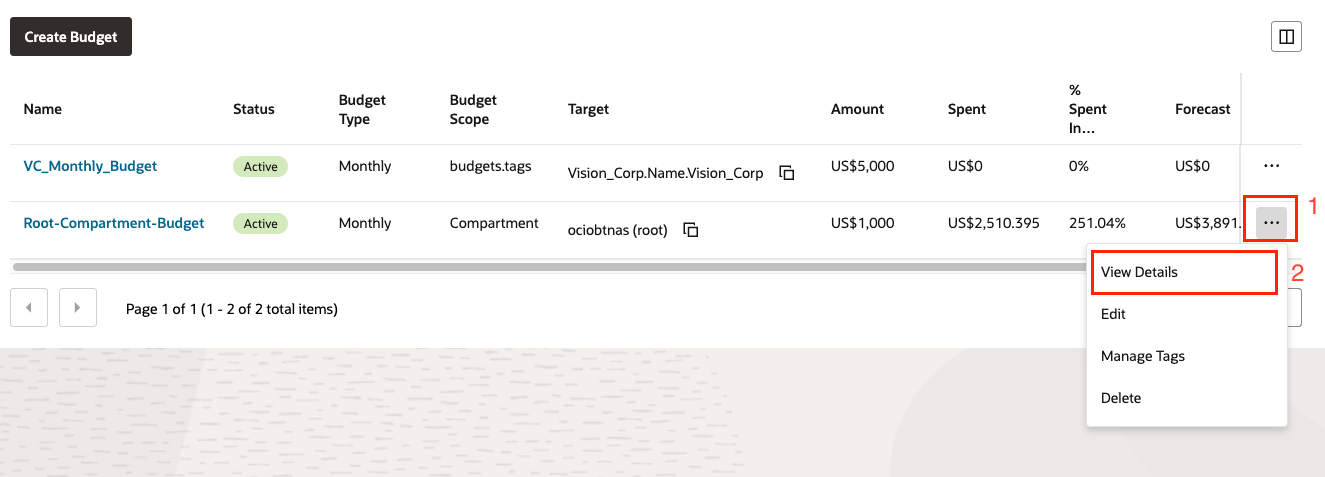 Create Budget
Name Status Budget Type Budget Scope Target Amount Spent % Spent In... Forecast
VC_Monthly_Budget Active Monthly budgets.tags Vision_Corp.Name.Vision_Corp US$5,000 US$0 0% US$0 ...
Root-Compartment-Budget Active Monthly Compartment ociobtnas (root) US$1,000 US$2,510.395 251.04% US$3,891. ... 1
View Details 2
Edit
Manage Tags
Delete
Page 1 of 1 (1 - 2 of 2 total items)